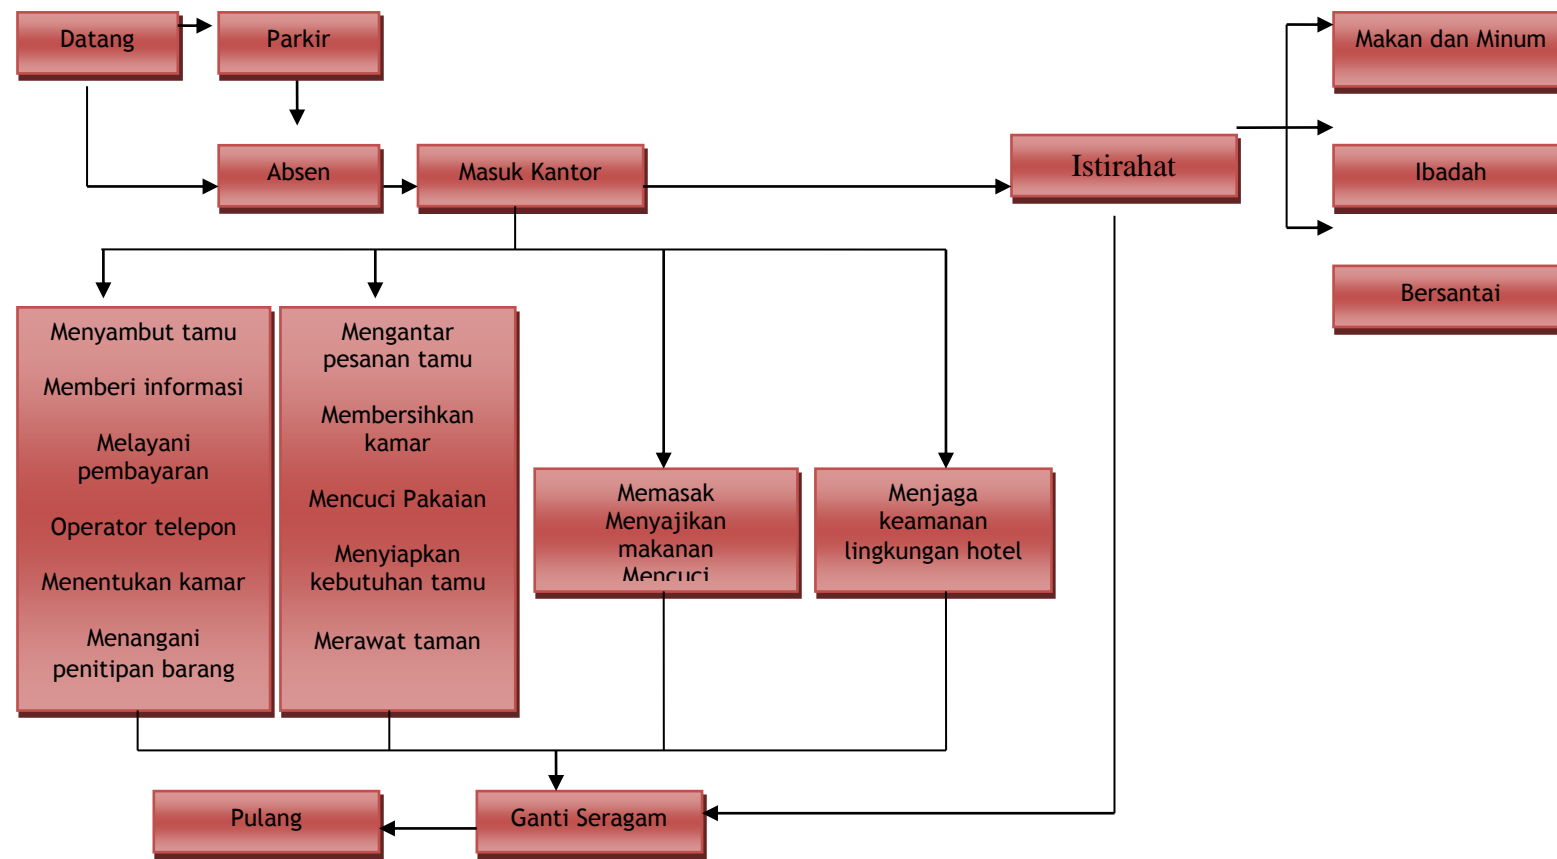 Datang
Parkir
Makan dan Minum
Absen
Masuk Kantor
Istirahat
Ibadah
Bersantai
Menyambut tamu
Memberi informasi
Melayani
pembayaran
Operator telepon
Menentukan kamar
Menangani
penitipan barang
Mengantar
pesanan tamu
Membersihkan
kamar
Mencuci Pakaian
Menyiapkan
kebutuhan tamu
Merawat taman
Memasak
Menyajikan
makanan
Mencuci
Menjaga
keamanan
lingkungan hotel
Pulang
Ganti Seragam